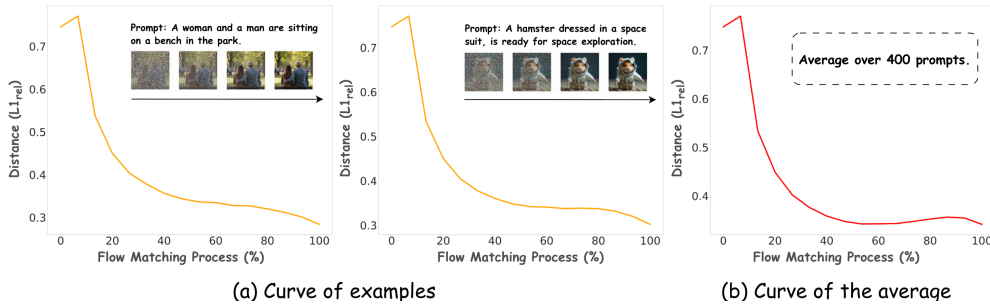 Prompt: A woman and a man are sitting
on a bench in the park.
Distance (L1rel)
0.7
0.6
0.5
0.4
0.3
0 20 40 60 80 100
Flow Matching Process (%)
Prompt: A hamster dressed in a space
suit, is ready for space exploration.
Distance (L1rel)
0.7
0.6
0.5
0.4
0.3
0 20 40 60 80 100
Flow Matching Process (%)
(a) Curve of examples
Average over 400 prompts.
Distance (L1rel)
0.7
0.6
0.5
0.4
0 20 40 60 80 100
Flow Matching Process (%)
(b) Curve of the average